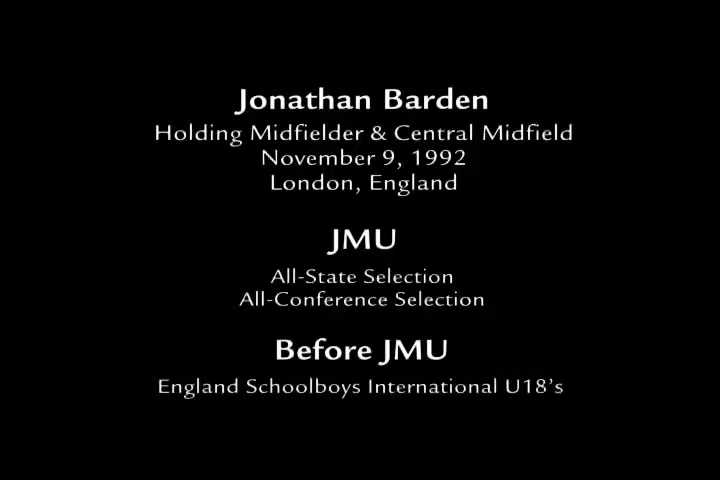 Jonathan Barden
Holding Midfielder & Central Midfield
November 9, 1992
London, England
JMU
All-State Selection
All-Conference Selection
Before JMU
England Schoolboys International U18's